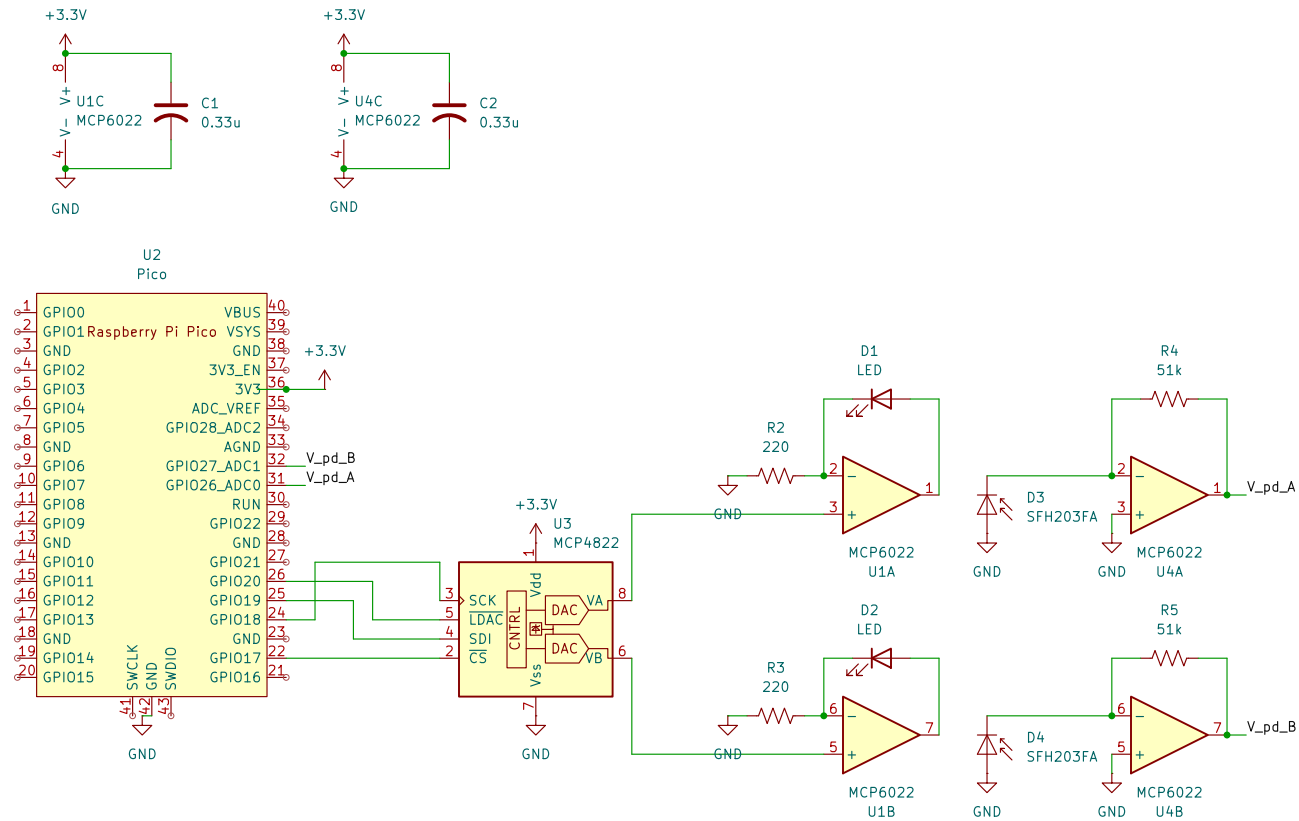 +3.3V
8
V+
V-
4
U1C
MCP6022
C1
0.33u
GND
+3.3V
8
V+
V-
4
U4C
MCP6022
C2
0.33u
GND
U2
Pico
Raspberry Pi Pico
1 GPIO0
2 GPIO1
3 GND
4 GPIO2
5 GPIO3
6 GPIO4
7 GPIO5
8 GND
9 GPIO6
10 GPIO7
11 GPIO8
12 GPIO9
13 GND
14 GPIO10
15 GPIO11
16 GPIO12
17 GPIO13
18 GND
19 GPIO14
20 GPIO15
VBUS 40
VSYS 39
GND 38
3V3_EN 37
3V3 36
ADC_VREF 35
GPIO28_ADC2 34
AGND 33
GPIO27_ADC1 32
GPIO26_ADC0 31
RUN 30
GPIO22 29
GND 28
GPIO21 27
GPIO20 26
GPIO19 25
GPIO18 24
GND 23
GPIO17 22
GPIO16 21
SWCLK 41
GND 42
SWDIO 43
GND
+3.3V
V_pd_B
V_pd_A
+3.3V
U3
MCP4822
1 Vdd
3 SCK
5 LDAC
4 SDI
2 CS
CNTRL
DAC
DAC
VA 8
VB 6
Vss 7
GND
D1
LED
R2
220
GND
2 −
3 +
1
MCP6022
U1A
D2
LED
R3
220
GND
6 −
5 +
7
MCP6022
U1B
R4
51k
D3
SFH203FA
GND
2 −
3 +
1
V_pd_A
GND
MCP6022
U4A
R5
51k
D4
SFH203FA
GND
6 −
5 +
7
V_pd_B
GND
MCP6022
U4B